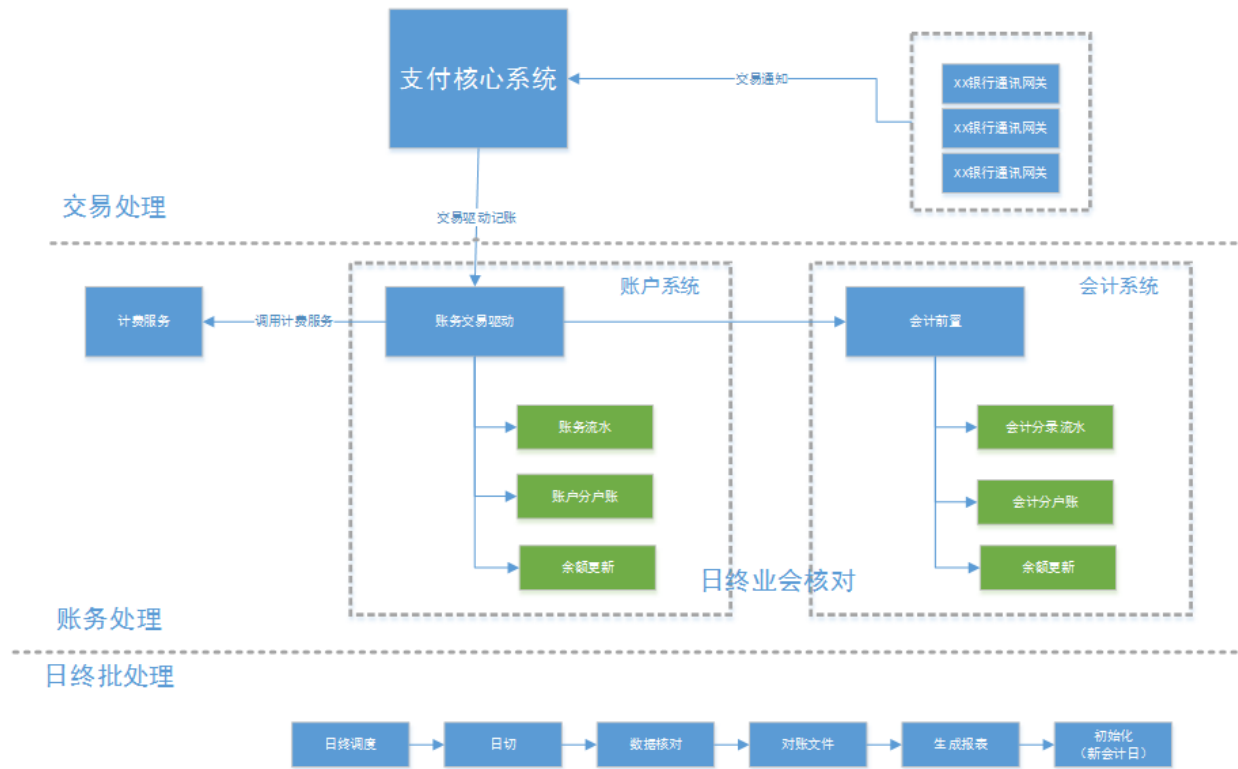 支付核心系统
交易通知
xx银行通讯网关
xx银行通讯网关
xx银行通讯网关
交易处理
交易驱动记账
账户系统
会计系统
计费服务
调用计费服务
账务交易驱动
会计前置
账务流水
会计分录流水
账户分户账
会计分户账
余额更新
余额更新
日终业会核对
账务处理
日终批处理
日终调度
日切
数据核对
对账文件
生成报表
初始化
（新会计日）